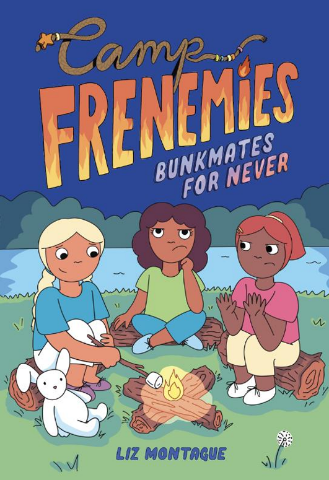 Camp
FRENEMIES
BUNKMATES
FOR NEVER
LIZ MONTAGUE